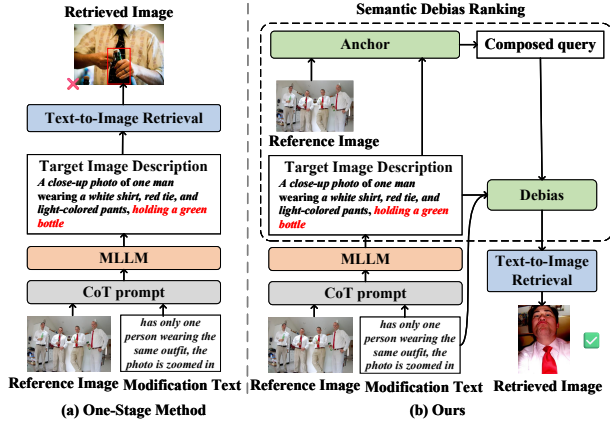 Retrieved Image
Text-to-Image Retrieval
Target Image Description
A close-up photo of one man
wearing a white shirt, red tie, and
light-colored pants, holding a green
bottle
MLLM
CoT prompt
has only one
person wearing the
same outfit, the
photo is zoomed in
Reference Image Modification Text
(a) One-Stage Method
Semantic Debias Ranking
Anchor
Composed query
Reference Image
Target Image Description
A close-up photo of one man
wearing a white shirt, red tie, and
light-colored pants, holding a green
bottle
Debias
MLLM
Text-to-Image
Retrieval
CoT prompt
has only one
person wearing the
same outfit, the
photo is zoomed in
Reference Image Modification Text
Retrieved Image
(b) Ours